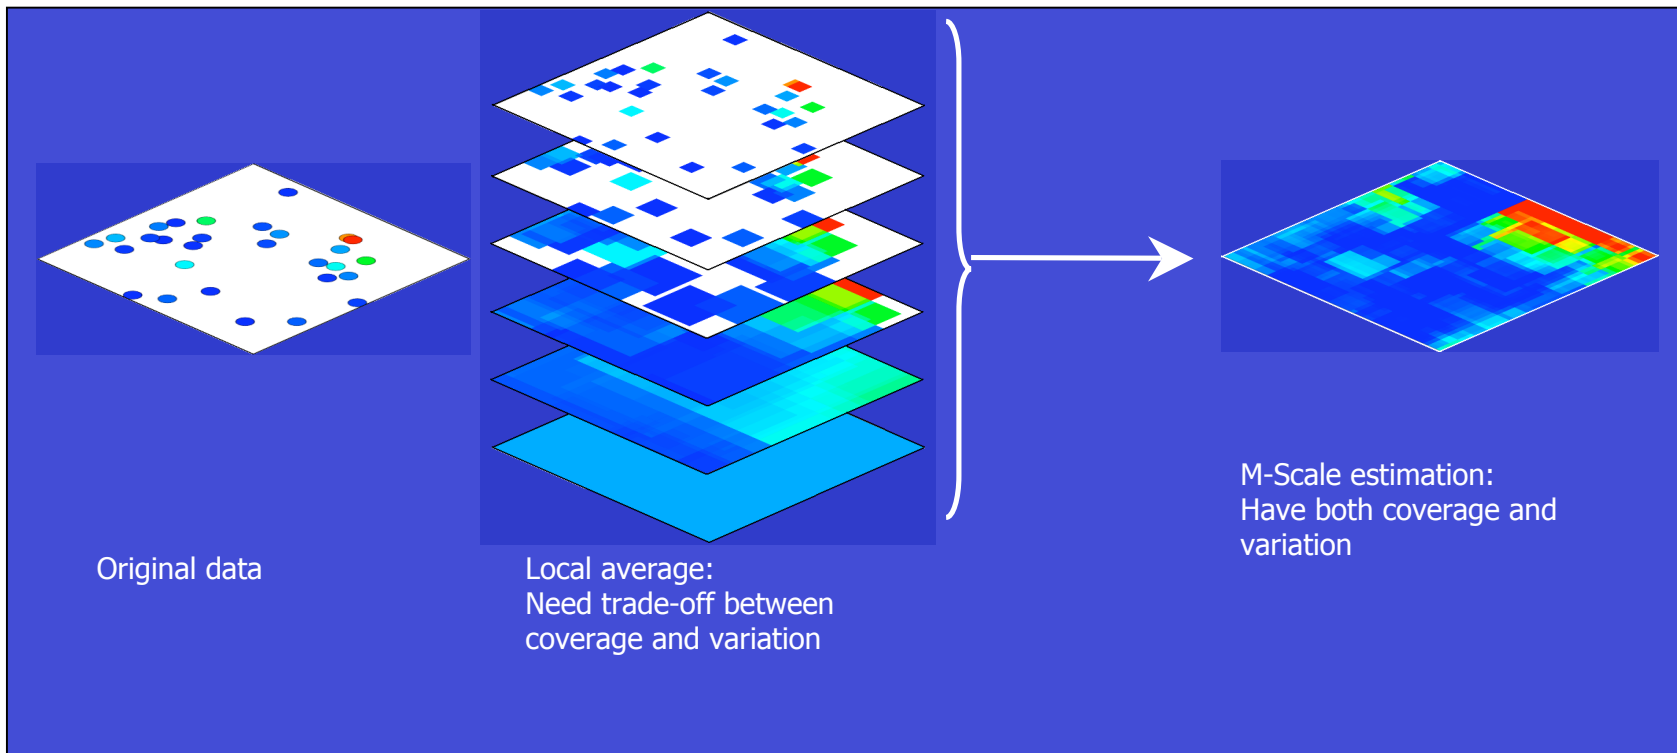 Original data
Local average:
Need trade-off between
coverage and variation
M-Scale estimation:
Have both coverage and
variation